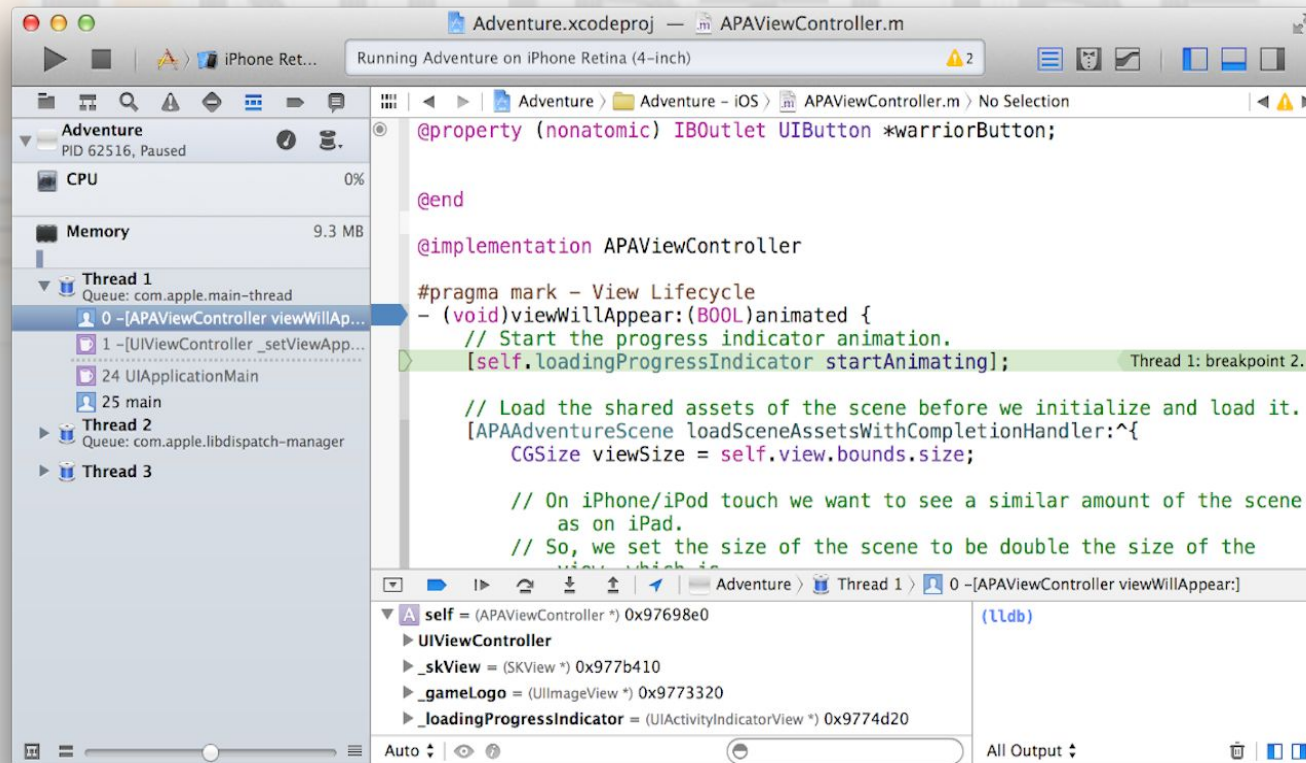 Adventure.xcodeproj — APAViewController.m
iPhone Ret...
Running Adventure on iPhone Retina (4-inch)
2
Adventure
Adventure – iOS
APAViewController.m
No Selection
Adventure
PID 62516, Paused
CPU 0%
Memory 9.3 MB
Thread 1
Queue: com.apple.main-thread
0 -[APAViewController viewWillAp...
1 -[UIViewController _setViewApp...
24 UIApplicationMain
25 main
Thread 2
Queue: com.apple.libdispatch-manager
Thread 3
@property (nonatomic) IBOutlet UIButton *warriorButton;
@end
@implementation APAViewController
#pragma mark – View Lifecycle
- (void)viewWillAppear:(BOOL)animated {
// Start the progress indicator animation.
[self.loadingProgressIndicator startAnimating]; Thread 1: breakpoint 2.
// Load the shared assets of the scene before we initialize and load it.
[APAAdventureScene loadSceneAssetsWithCompletionHandler:^{
CGSize viewSize = self.view.bounds.size;
// On iPhone/iPod touch we want to see a similar amount of the scene
as on iPad.
// So, we set the size of the scene to be double the size of the
view, which is
Adventure
Thread 1
0 -[APAViewController viewWillAppear:]
A self = (APAViewController *) 0x97698e0
UIViewController
_skView = (SKView *) 0x977b410
_gameLogo = (UIImageView *) 0x9773320
_loadingProgressIndicator = (UIActivityIndicatorView *) 0x9774d20
(lldb)
Auto
All Output